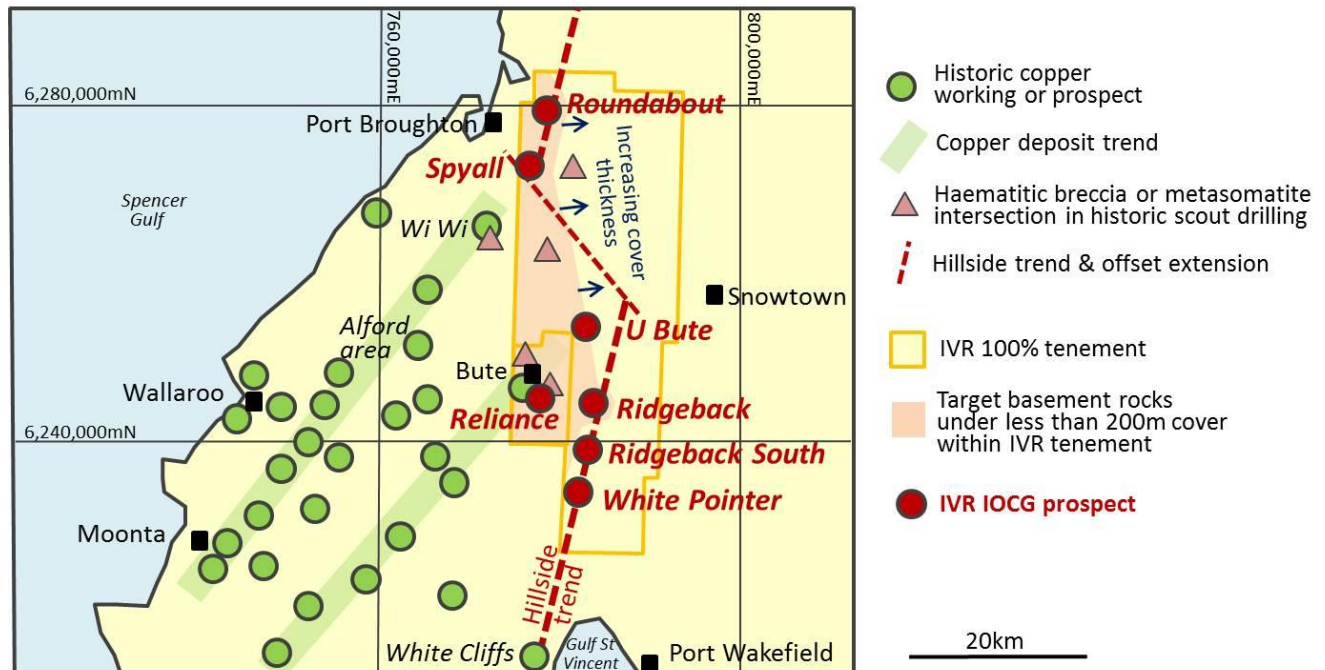 760,000mE
800,000mE
6,280,000mN
Roundabout
Port Broughton
Increasing cover
thickness
Spyall
Spencer
Gulf
Wi Wi
Snowtown
U Bute
Alford
area
Bute
Wallaroo
Reliance
Ridgeback
6,240,000mN
Ridgeback South
White Pointer
Moonta
Hillside
trend
White Cliffs
Gulf St
Vincent
Port Wakefield
Historic copper
working or prospect
Copper deposit trend
Haematitic breccia or metasomatite
intersection in historic scout drilling
Hillside trend & offset extension
IVR 100% tenement
Target basement rocks
under less than 200m cover
within IVR tenement
IVR IOCG prospect
20km